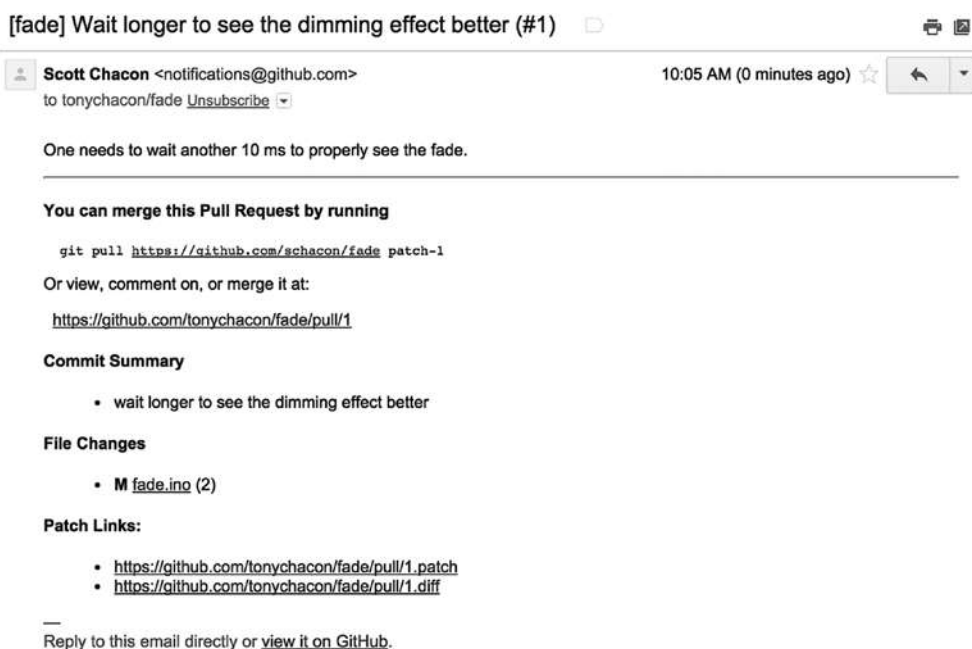 [fade] Wait longer to see the dimming effect better (#1)
Scott Chacon <notifications@github.com>
10:05 AM (0 minutes ago)
to tonychacon/fade Unsubscribe
One needs to wait another 10 ms to properly see the fade.
You can merge this Pull Request by running
git pull https://github.com/schacon/fade patch-1
Or view, comment on, or merge it at:
https://github.com/tonychacon/fade/pull/1
Commit Summary
• wait longer to see the dimming effect better
File Changes
• M fade.ino (2)
Patch Links:
• https://github.com/tonychacon/fade/pull/1.patch
• https://github.com/tonychacon/fade/pull/1.diff
—
Reply to this email directly or view it on GitHub.